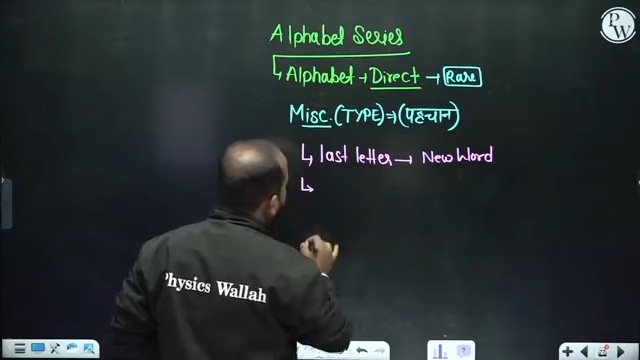 Alphabet Series
↳ Alphabet → Direct → Rare
Misc. (TYPE) ⇒ (पहचान)
↳ last letter → New Word
↳
Physics Wallah